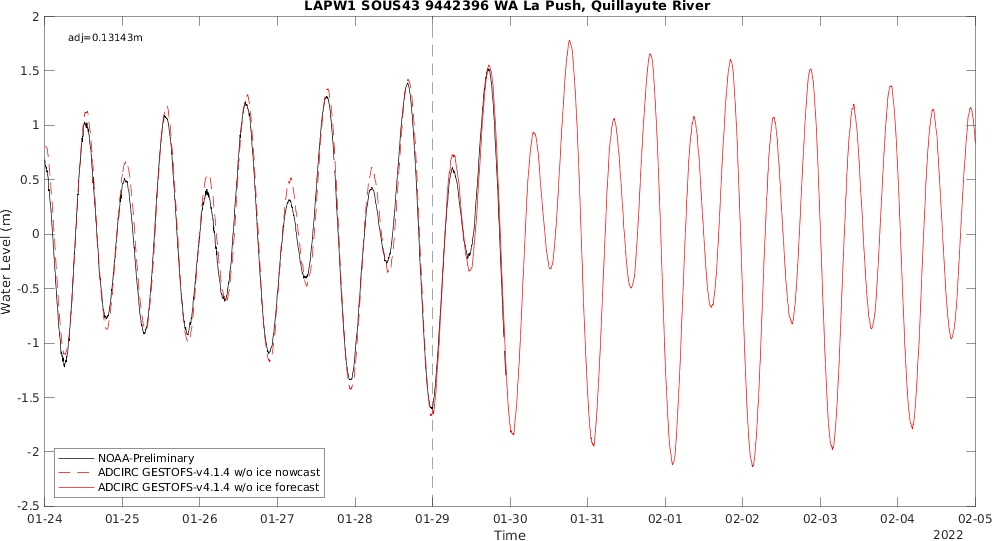 LAPW1 SOUS43 9442396 WA La Push, Quillayute River
adj=0.13143m
2
1.5
1
0.5
0
-0.5
-1
-1.5
-2
-2.5
Water Level (m)
NOAA-Preliminary
ADCIRC GESTOFS-v4.1.4 w/o ice nowcast
ADCIRC GESTOFS-v4.1.4 w/o ice forecast
01-24 01-25 01-26 01-27 01-28 01-29 01-30 01-31 02-01 02-02 02-03 02-04 02-05
Time
2022